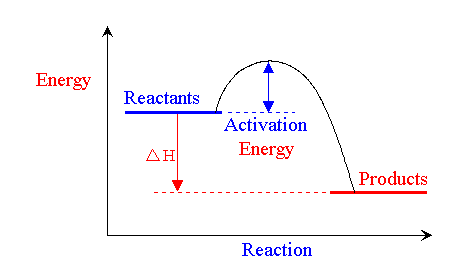 Energy
Reactants
Activation
Energy
△H
Products
Reaction